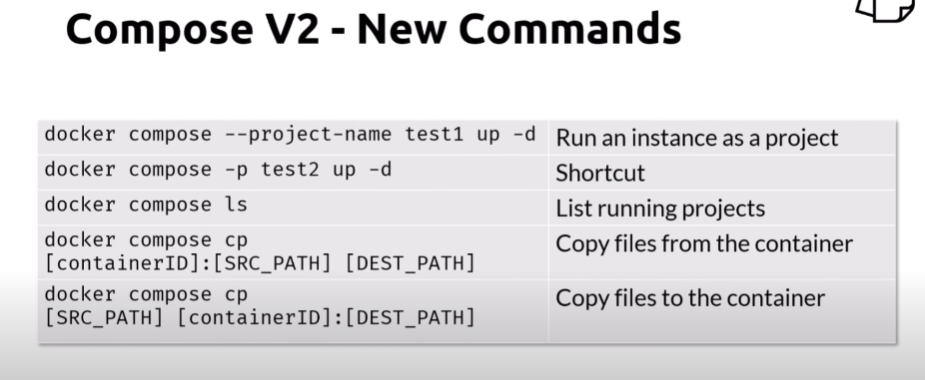 Compose V2 - New Commands
docker compose --project-name test1 up -d Run an instance as a project
docker compose -p test2 up -d Shortcut
docker compose ls List running projects
docker compose cp Copy files from the container
[containerID]:[SRC_PATH] [DEST_PATH]
docker compose cp Copy files to the container
[SRC_PATH] [containerID]:[DEST_PATH]